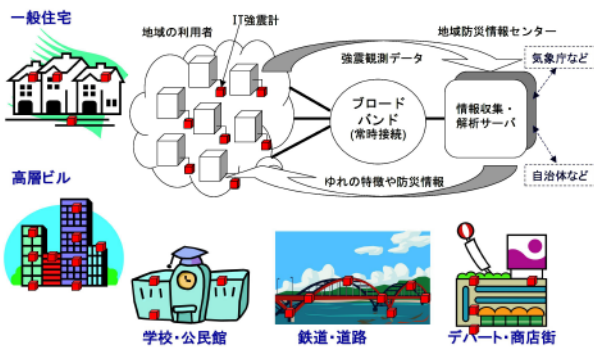 一般住宅
地域の利用者
IT強震計
地域防災情報センター
強震観測データ
気象庁など
ブロード
バンド
(常時接続)
情報収集・
解析サーバ
高層ビル
ゆれの特徴や防災情報
自治体など
学校・公民館
鉄道・道路
デパート・商店街